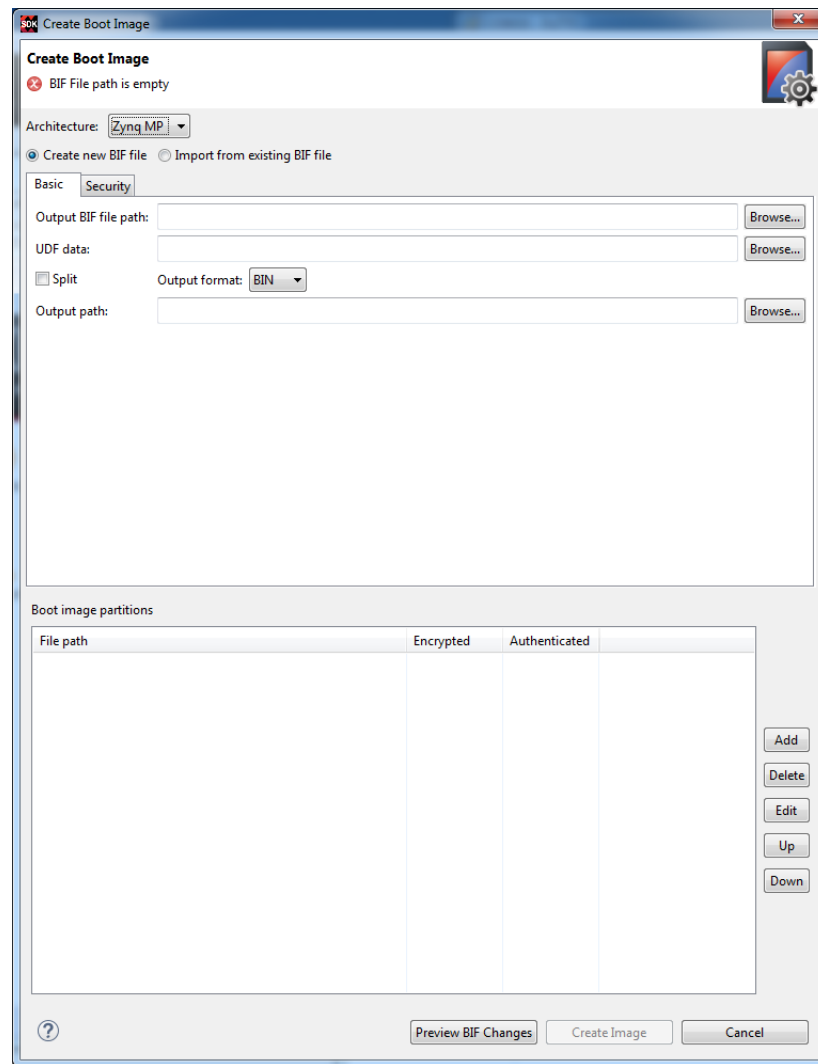 SDK Create Boot Image
Create Boot Image
BIF File path is empty
Architecture: Zynq MP
Create new BIF file Import from existing BIF file
Basic Security
Output BIF file path: Browse...
UDF data: Browse...
Split Output format: BIN
Output path: Browse...
Boot image partitions
File path Encrypted Authenticated
Add
Delete
Edit
Up
Down
? Preview BIF Changes Create Image Cancel